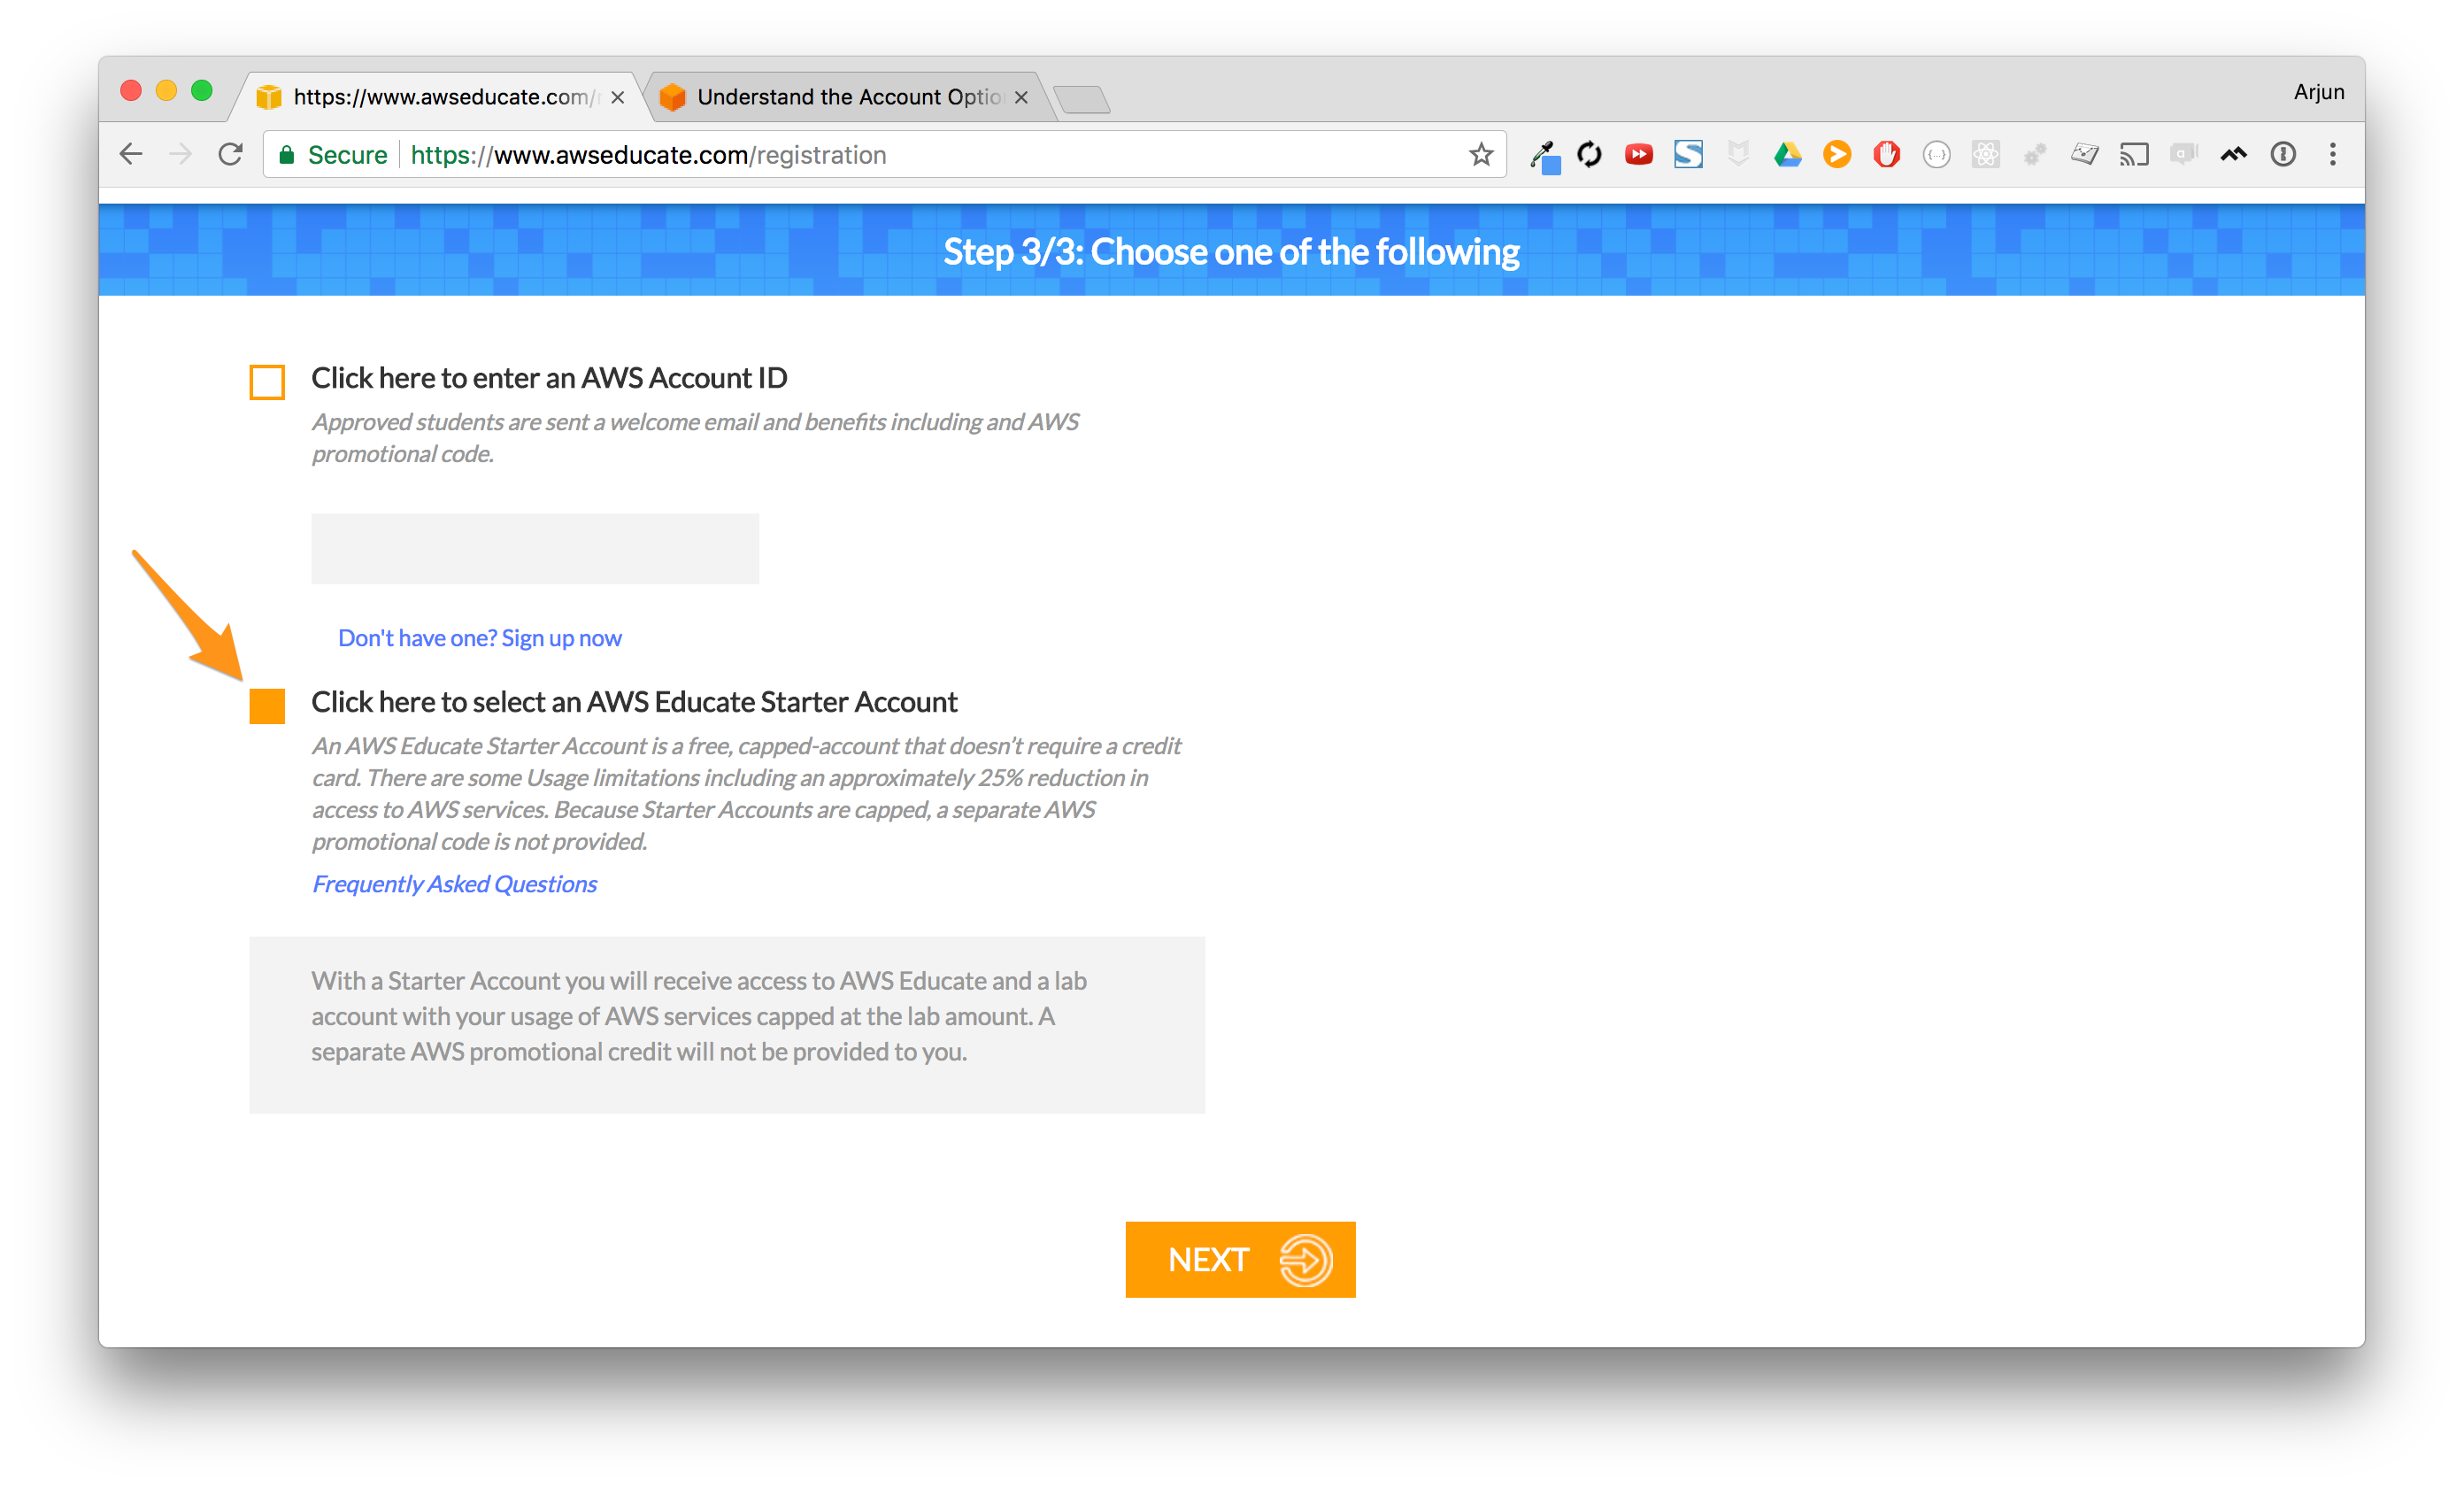 https://www.awseducate.com/
Understand the Account Optio
Arjun
Secure
https://www.awseducate.com/registration
Step 3/3: Choose one of the following
Click here to enter an AWS Account ID
Approved students are sent a welcome email and benefits including and AWS
promotional code.
Don't have one? Sign up now
Click here to select an AWS Educate Starter Account
An AWS Educate Starter Account is a free, capped-account that doesn’t require a credit
card. There are some Usage limitations including an approximately 25% reduction in
access to AWS services. Because Starter Accounts are capped, a separate AWS
promotional code is not provided.
Frequently Asked Questions
With a Starter Account you will receive access to AWS Educate and a lab
account with your usage of AWS services capped at the lab amount. A
separate AWS promotional credit will not be provided to you.
NEXT